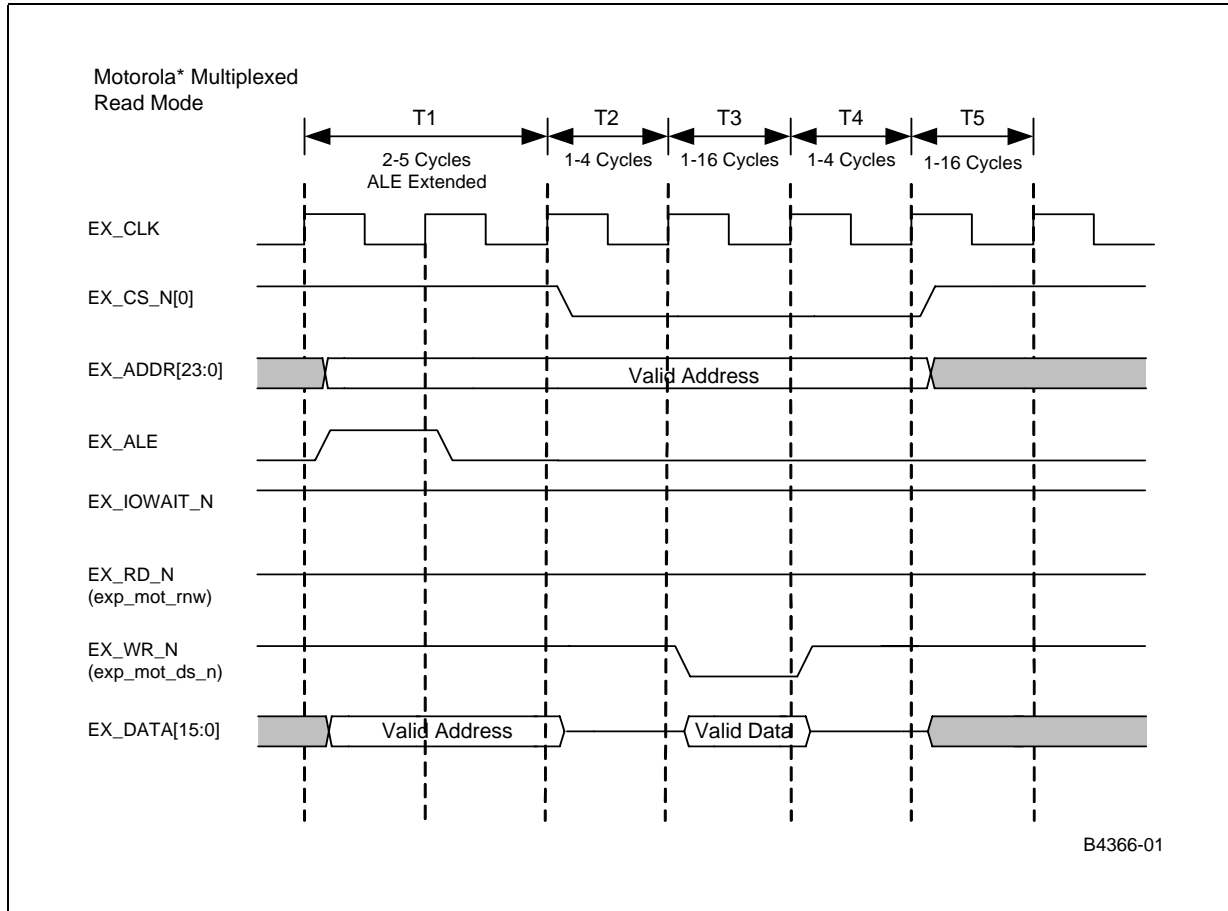 Motorola* Multiplexed
Read Mode
T1
T2
T3
T4
T5
2-5 Cycles
ALE Extended
1-4 Cycles
1-16 Cycles
1-4 Cycles
1-16 Cycles
EX_CLK
EX_CS_N[0]
EX_ADDR[23:0]
Valid Address
EX_ALE
EX_IOWAIT_N
EX_RD_N
(exp_mot_rnw)
EX_WR_N
(exp_mot_ds_n)
EX_DATA[15:0]
Valid Address
Valid Data
B4366-01